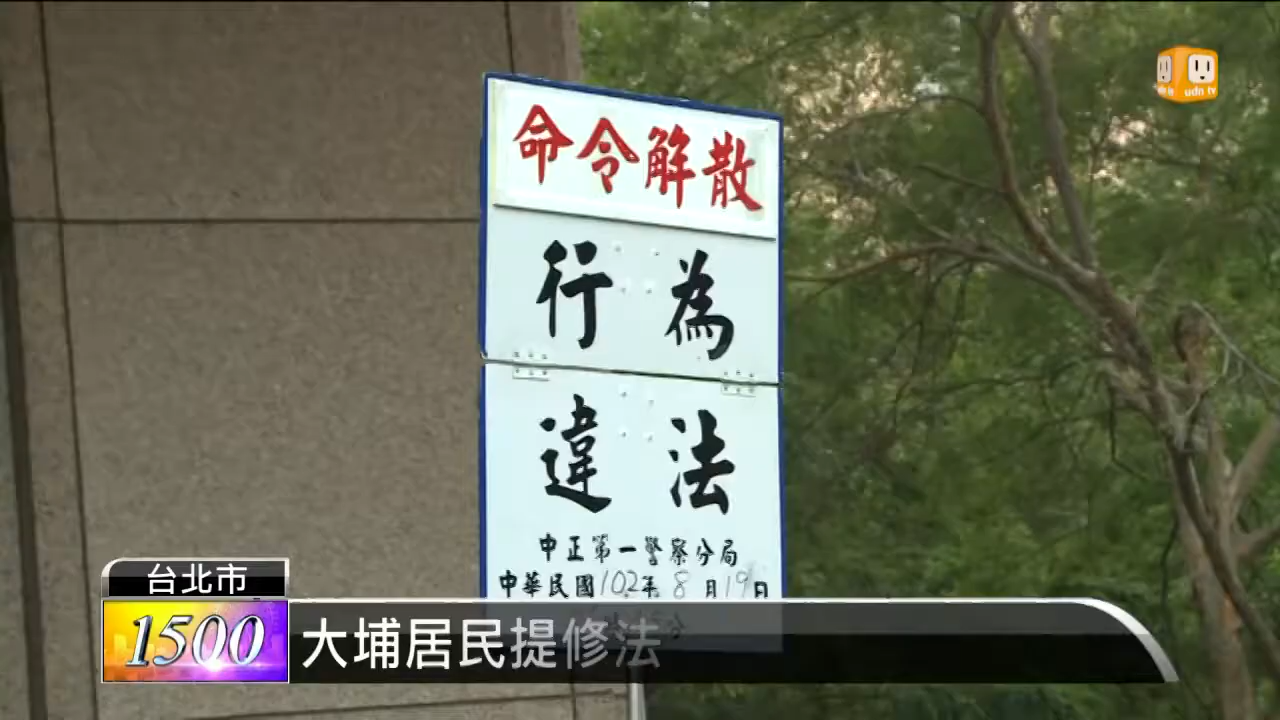 udn tv
命令解散
行為
違法
中正第一警察分局
中華民國102年8月19日
台北市
1500
大埔居民提修法